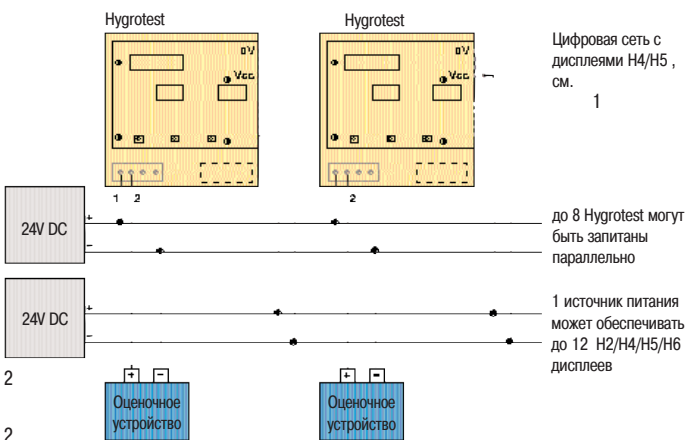 Hygrotest
Hygrotest
0V
Vcc
0V
Vcc
1
Цифровая сеть с
дисплеями H4/H5 ,
см.
1
1 2
2
24V DC
+
−
до 8 Hygrotest могут
быть запитаны
параллельно
24V DC
+
−
1 источник питания
может обеспечивать
до 12 H2/H4/H5/H6
дисплеев
2
+ −
Оценочное
устройство
+ −
Оценочное
устройство
2